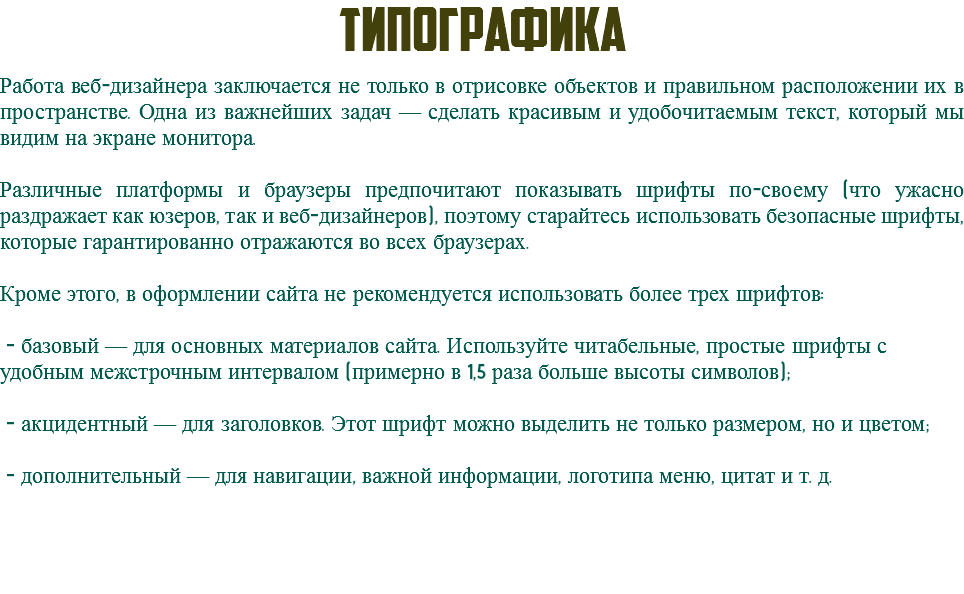 ТИПОГРАФИКА
Работа веб-дизайнера заключается не только в отрисовке объектов и правильном расположении их в
пространстве. Одна из важнейших задач — сделать красивым и удобочитаемым текст, который мы
видим на экране монитора.
Различные платформы и браузеры предпочитают показывать шрифты по-своему (что ужасно
раздражает как юзеров, так и веб-дизайнеров), поэтому старайтесь использовать безопасные шрифты,
которые гарантированно отражаются во всех браузерах.
Кроме этого, в оформлении сайта не рекомендуется использовать более трех шрифтов:
- базовый — для основных материалов сайта. Используйте читабельные, простые шрифты с
удобным межстрочным интервалом (примерно в 1,5 раза больше высоты символов);
- акцидентный — для заголовков. Этот шрифт можно выделить не только размером, но и цветом;
- дополнительный — для навигации, важной информации, логотипа меню, цитат и т. д.